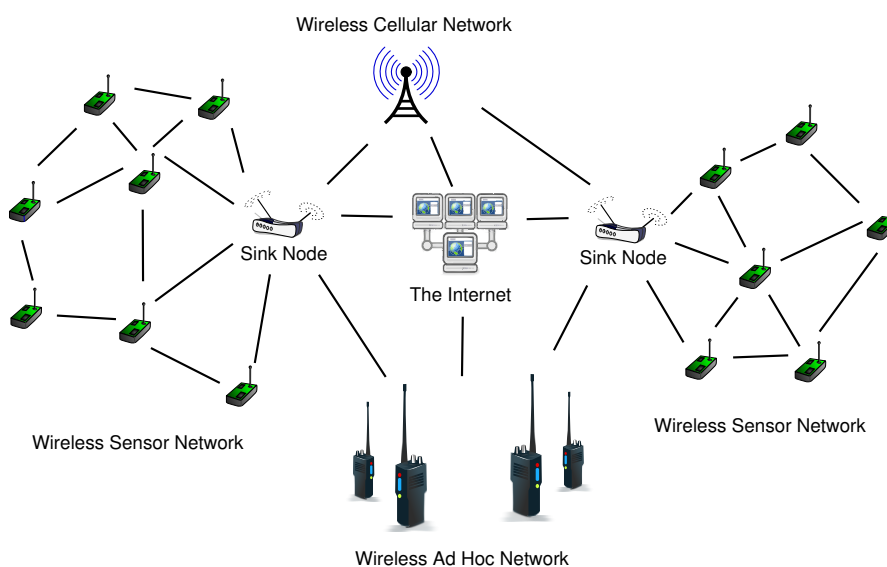 Wireless Cellular Network
Sink Node
Sink Node
The Internet
Wireless Sensor Network
Wireless Sensor Network
Wireless Ad Hoc Network